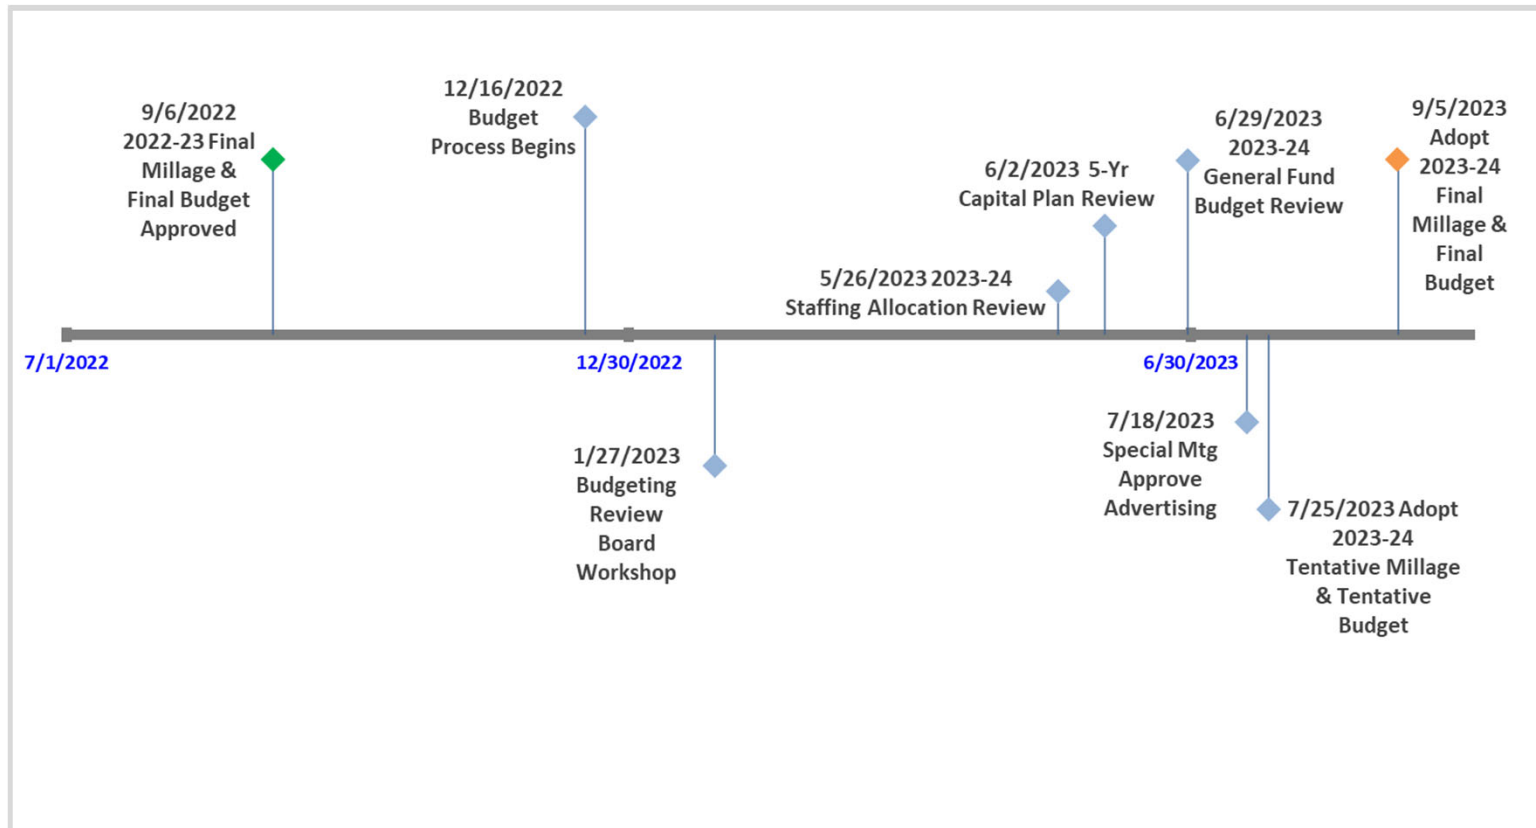 9/6/2022
2022-23 Final
Millage &
Final Budget
Approved
12/16/2022
Budget
Process Begins
5/26/2023 2023-24
Staffing Allocation Review
6/2/2023 5-Yr
Capital Plan Review
6/29/2023
2023-24
General Fund
Budget Review
9/5/2023
Adopt
2023-24
Final
Millage &
Final
Budget
7/1/2022
12/30/2022
6/30/2023
1/27/2023
Budgeting
Review
Board
Workshop
7/18/2023
Special Mtg
Approve
Advertising
7/25/2023 Adopt
2023-24
Tentative Millage
& Tentative
Budget